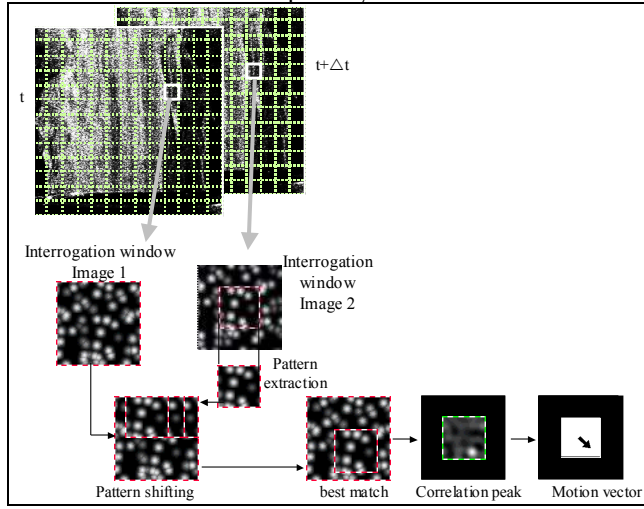 t
t+△t
Interrogation window
Image 1
Interrogation
window
Image 2
Pattern
extraction
Pattern shifting
best match
Correlation peak
Motion vector